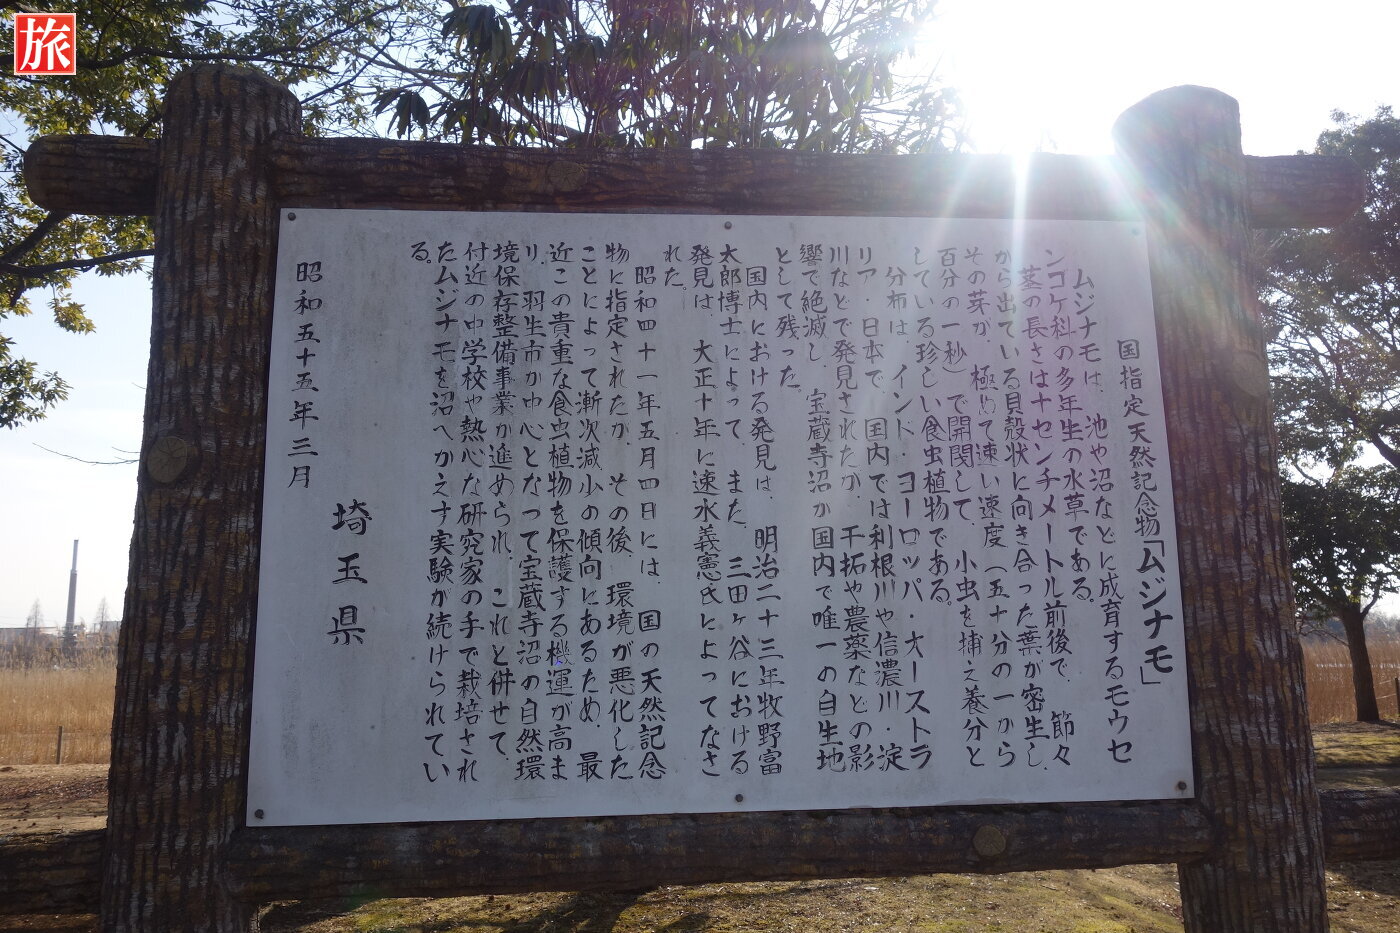 旅
国指定天然記念物「ムジナモ」
ムジナモは、池や沼などに成育するモウセ
ンゴケ科の多年生の水草である。
茎の長さは十センチメートル前後で、節々
から出ている貝殻状に向き合った葉が密生し、
その芽が、極めて速い速度（五十分の一から
百分の一秒）で開閉して、小虫を捕え養分と
している珍しい食虫植物である。
分布は、インド・ヨーロッパ・オーストラ
リア・日本で、国内では利根川や信濃川・淀
川などで発見されたが、干拓や農薬などの影
響で絶滅し、宝蔵寺沼が国内で唯一の自生地
として残った。
国内における発見は、明治二十三年牧野富
太郎博士によって、また、三田ヶ谷における
発見は、大正十年に速水義憲氏によってなさ
れた。
昭和四十一年五月四日には、国の天然記念
物に指定されたが、その後、環境が悪化した
ことによって漸次減少の傾向にあるため、最
近この貴重な食虫植物を保護する機運が高ま
り、羽生市が中心となって宝蔵寺沼の自然環
境保存整備事業が進められ、これと併せて、
付近の中学校や熱心な研究家の手で栽培され
たムジナモを沼へかえす実験が続けられてい
る。
昭和五十五年三月
埼玉県